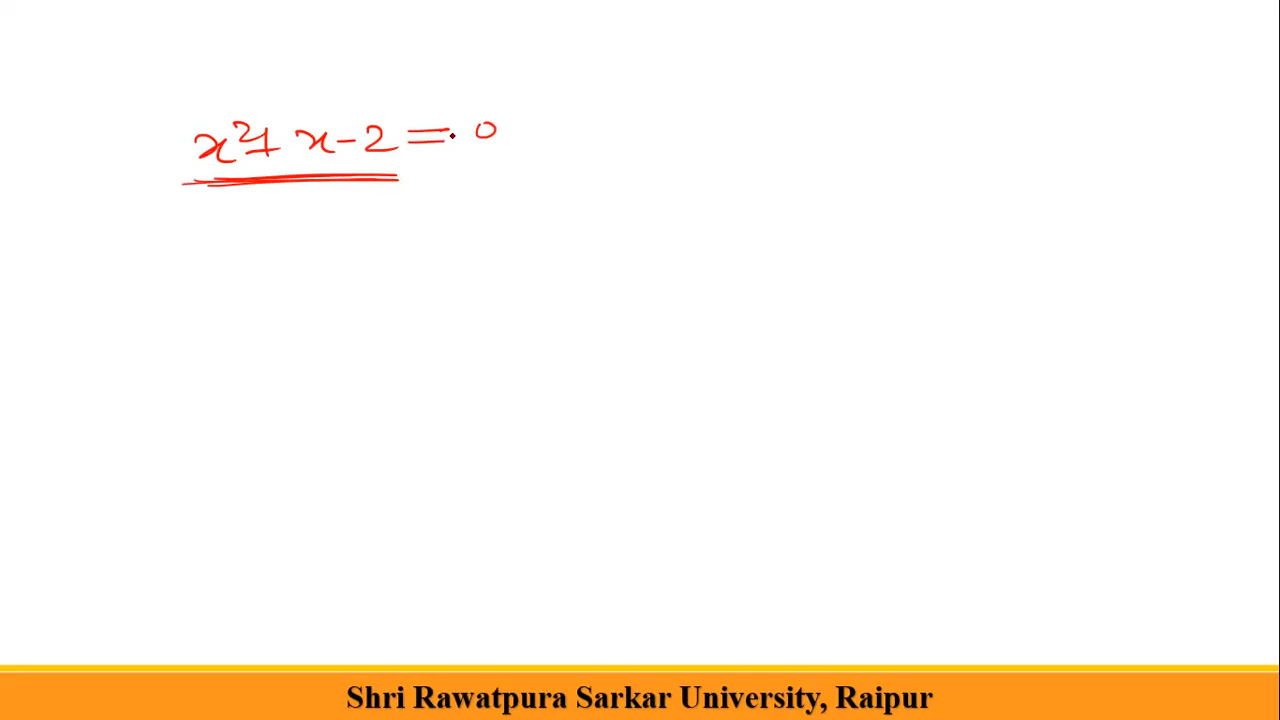 x² + x - 2 = 0
Shri Rawatpura Sarkar University, Raipur